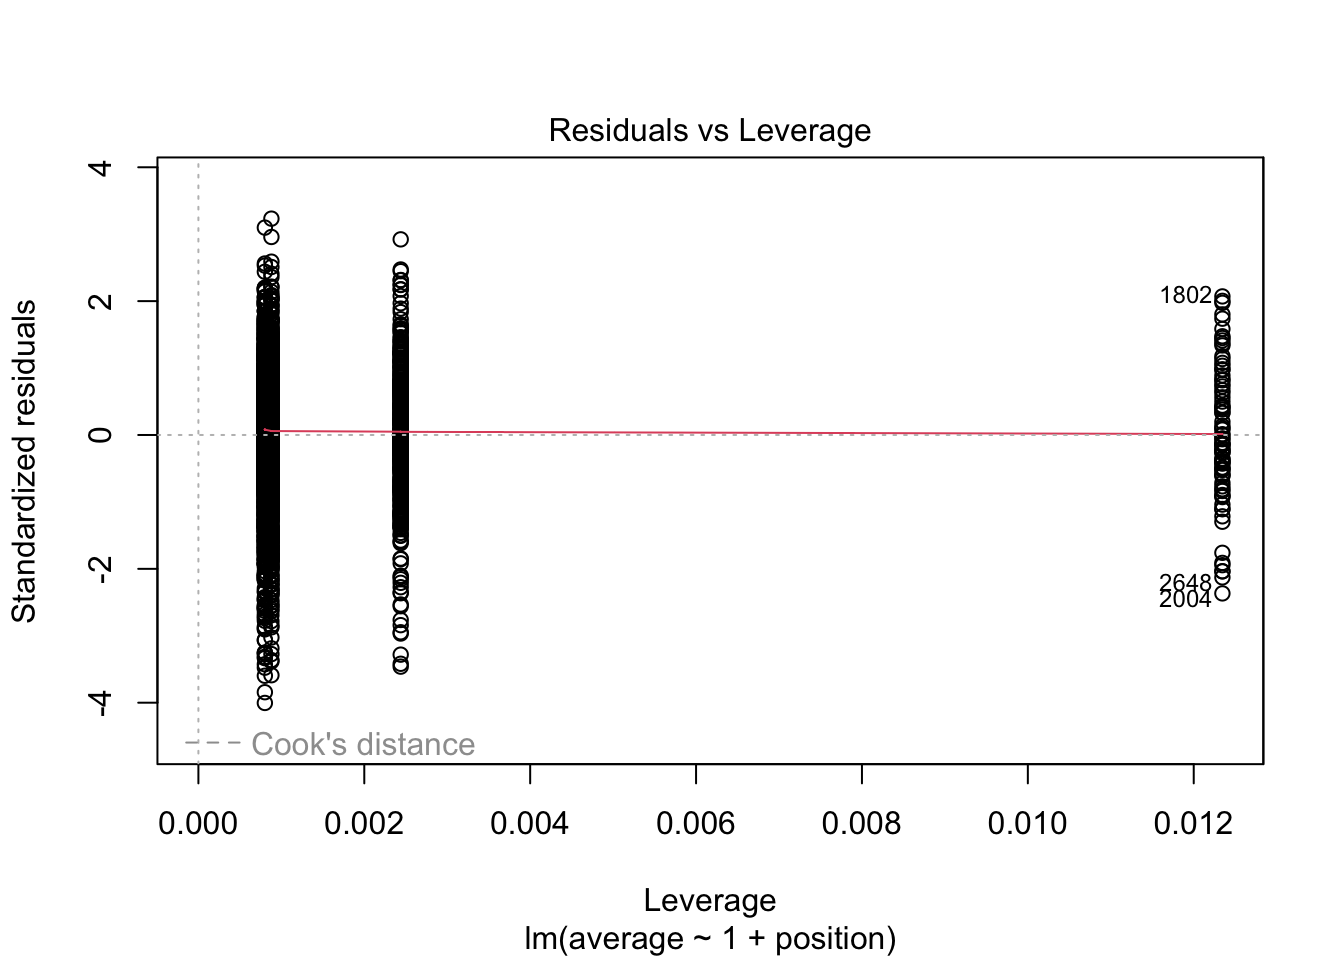 Residuals vs Leverage
Standardized residuals
4
2
0
-2
-4
1802
2648
2004
Cook's distance
0.000 0.002 0.004 0.006 0.008 0.010 0.012
Leverage
lm(average ~ 1 + position)